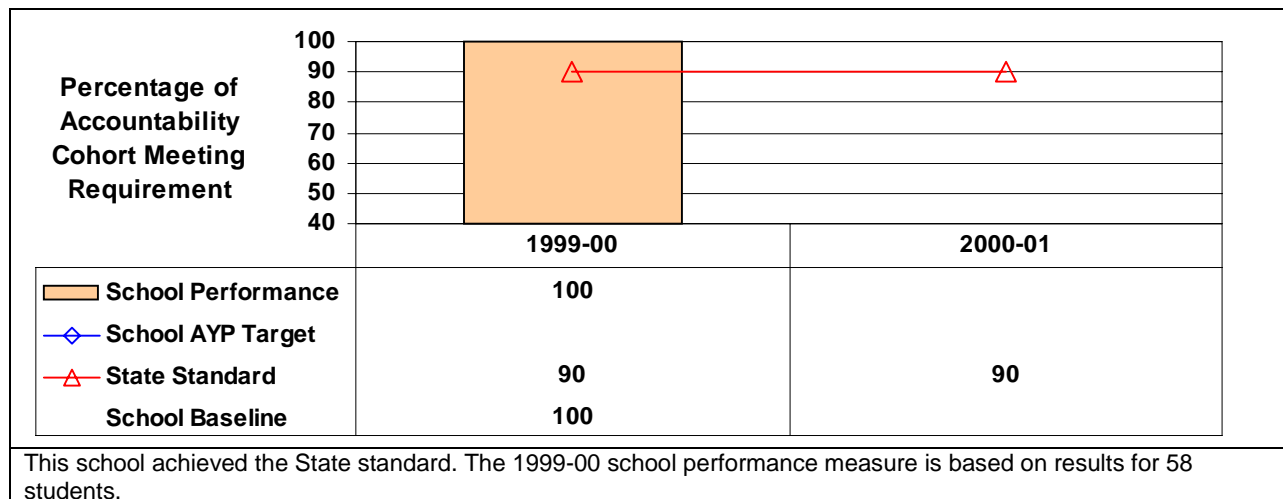 Percentage of
Accountability
Cohort Meeting
Requirement
100
90
80
70
60
50
40
1999-00 2000-01
School Performance 100
School AYP Target
State Standard 90 90
School Baseline 100
This school achieved the State standard. The 1999-00 school performance measure is based on results for 58
students.